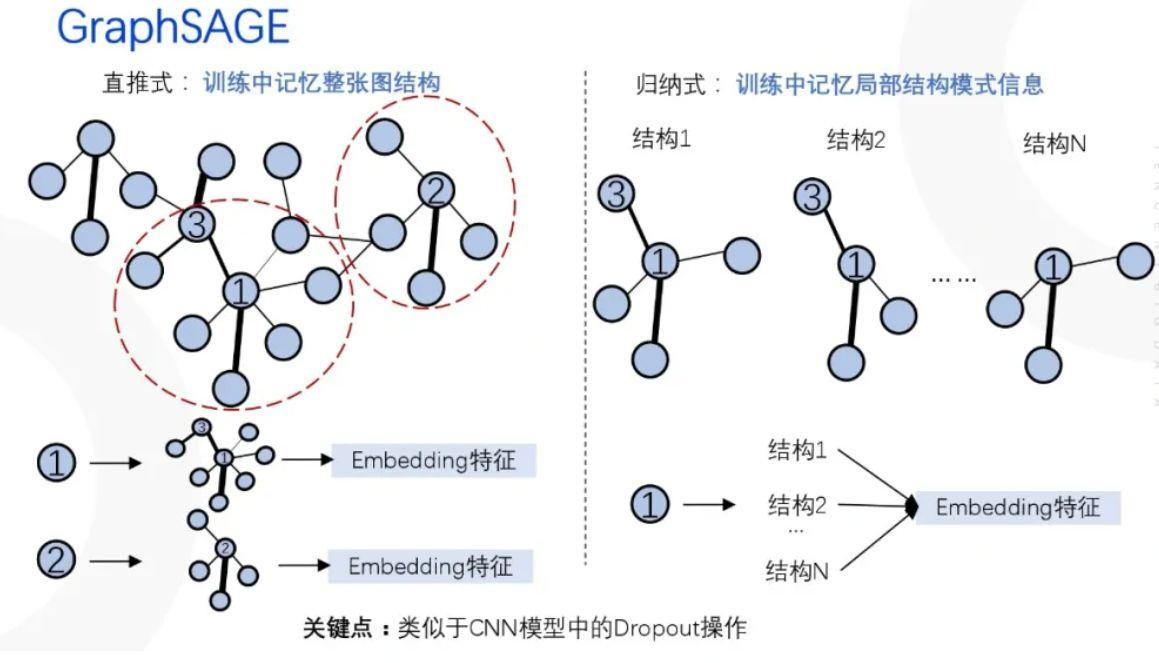 GraphSAGE
直推式： 训练中记忆整张图结构
3
2
1
1
3
1
Embedding特征
2
2
Embedding特征
归纳式： 训练中记忆局部结构模式信息
结构1
结构2
结构N
3
1
3
1
……
1
1
结构1
结构2
...
结构N
Embedding特征
关键点：类似于CNN模型中的Dropout操作